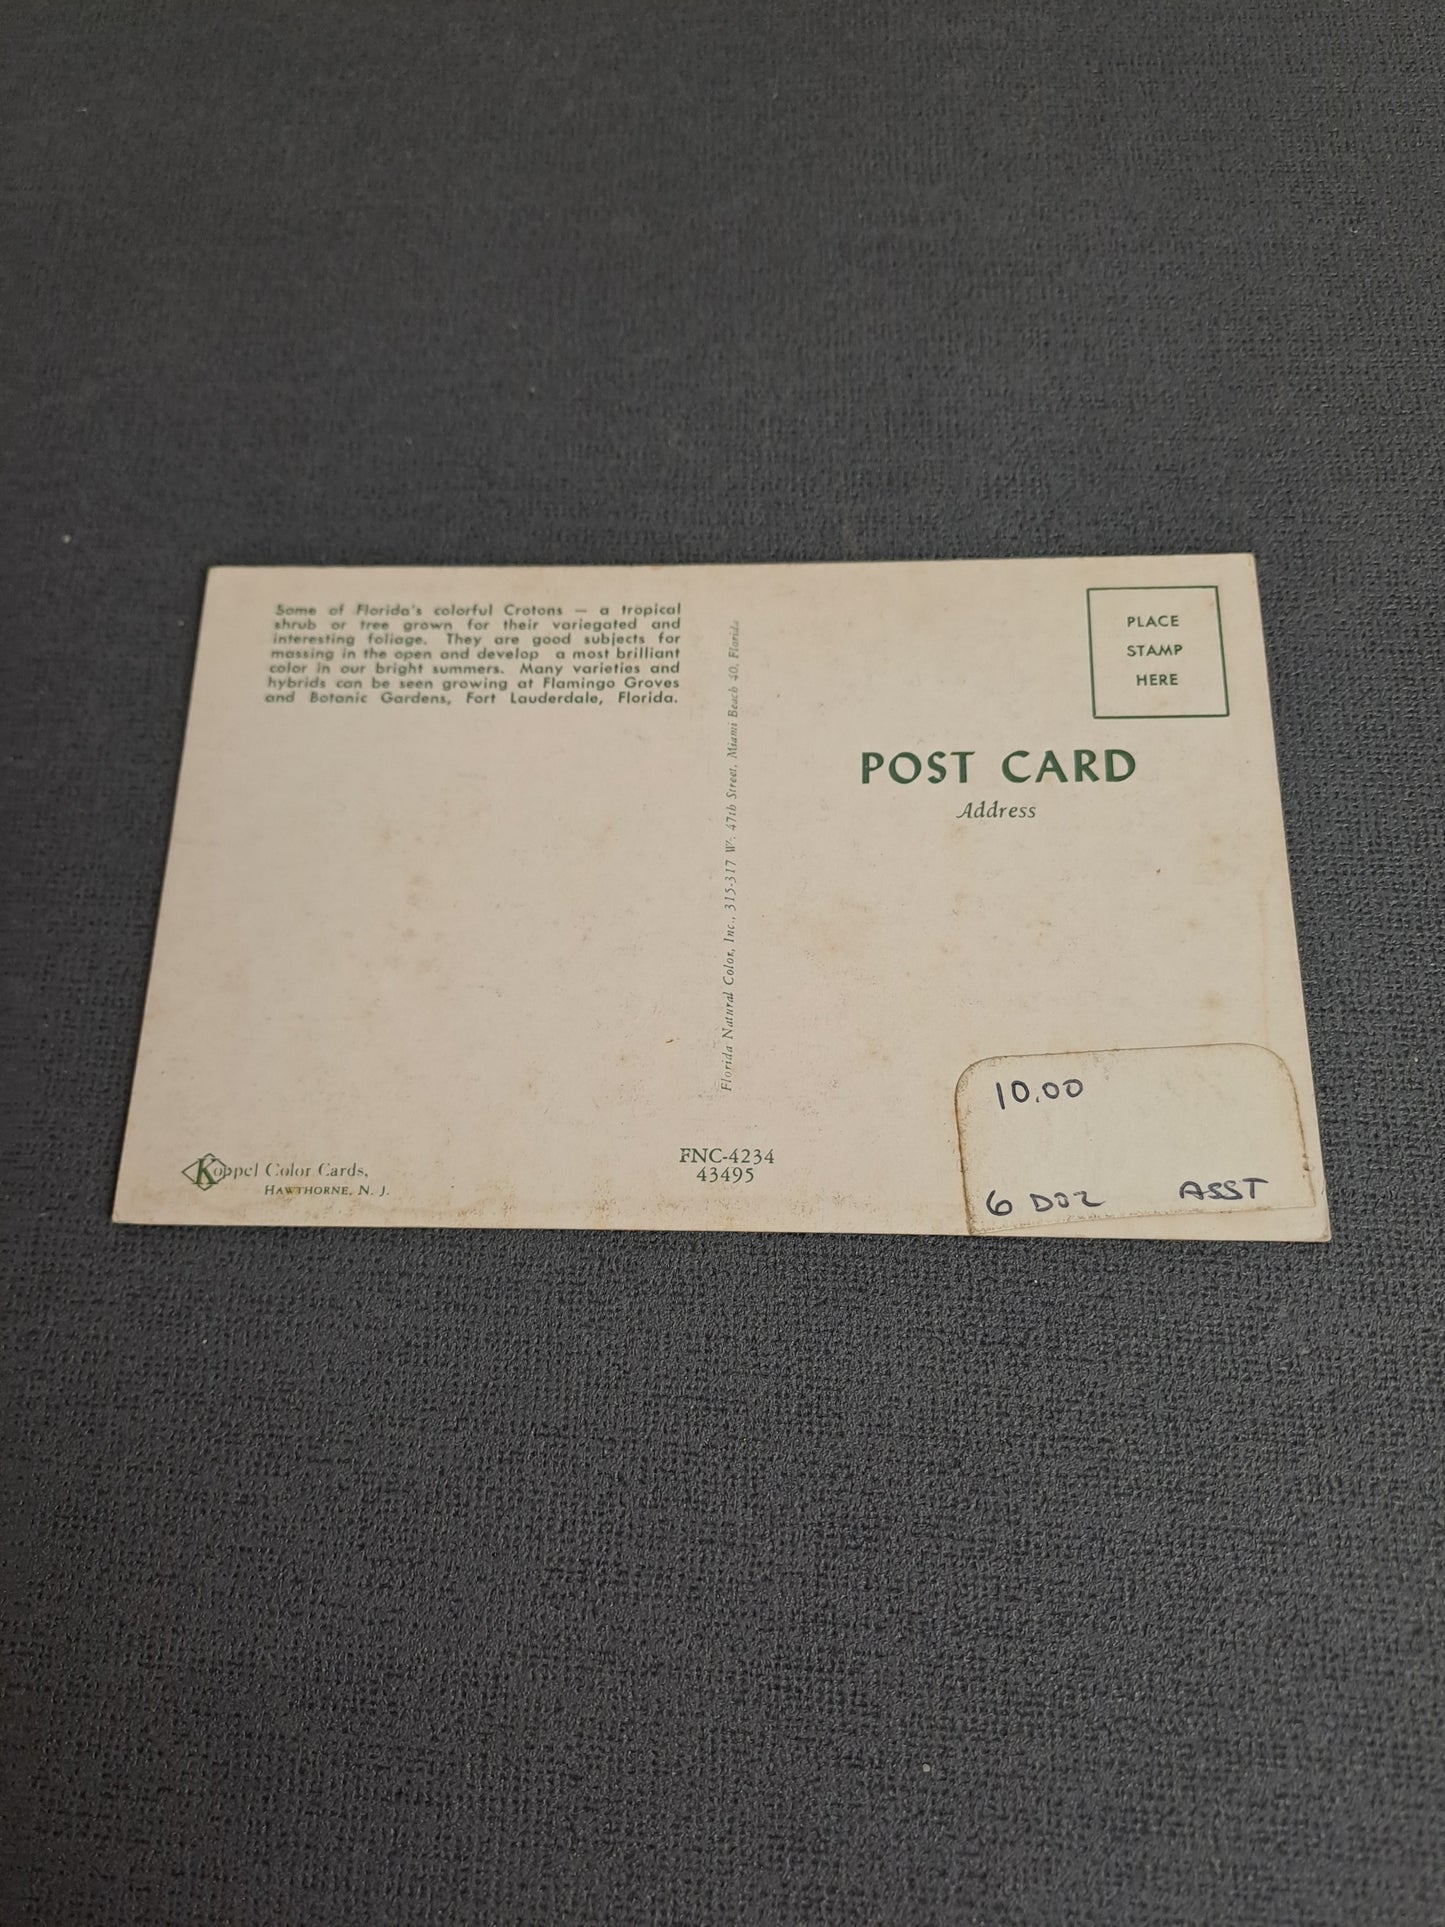 Some of Florida's colorful Crotons — a tropical
shrub or tree grown for their variegated and
interesting foliage. They are good subjects for
massing in the open and develop a most brilliant
color in our bright summers. Many varieties and
hybrids can be seen growing at Flamingo Groves
and Botanic Gardens, Fort Lauderdale, Florida.
Florida Natural Color, Inc., 315-317 W. 47th Street, Miami Beach 40, Florida
PLACE
STAMP
HERE
POST CARD
Address
Koppel Color Cards,
HAWTHORNE, N. J.
FNC-4234
43495
10.00
6 DOZ ASST